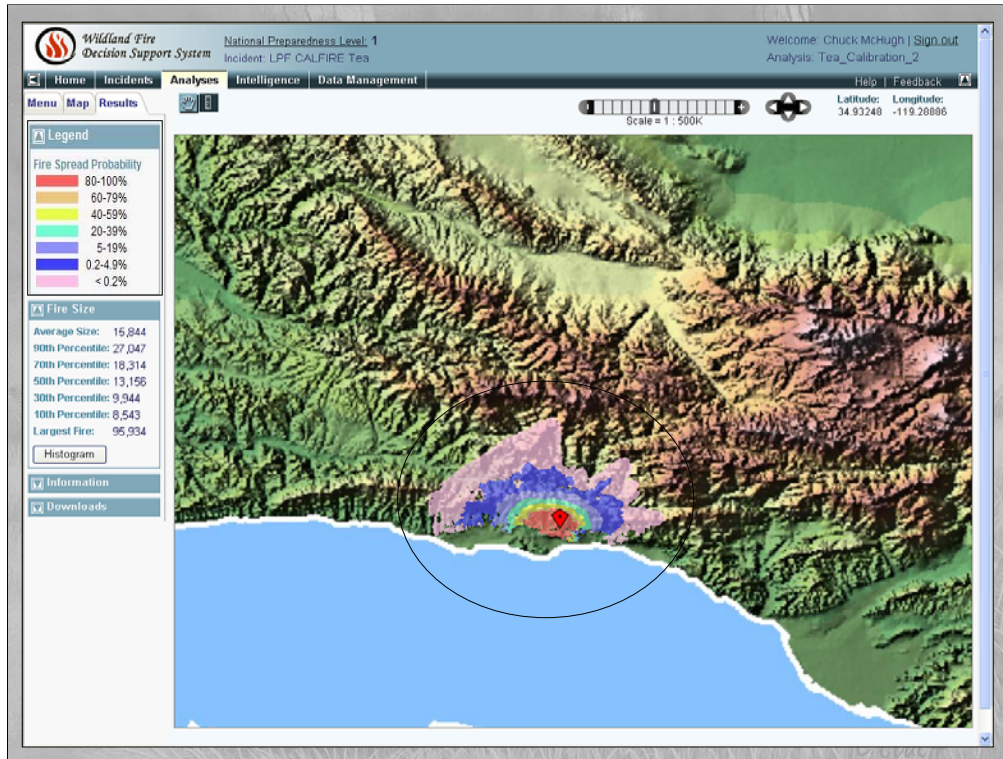 Wildland Fire
Decision Support System
National Preparedness Level: 1
Incident: LPF CALFIRE Tea
Welcome: Chuck McHugh | Sign out
Analysis: Tea_Calibration_2
Home Incidents Analyses Intelligence Data Management
Help | Feedback
Menu Map Results
Scale = 1 : 500K
Latitude: Longitude:
34.93248 -119.28886
Legend
Fire Spread Probability
80-100%
60-79%
40-59%
20-39%
5-19%
0.2-4.9%
< 0.2%
Fire Size
Average Size: 15,844
90th Percentile: 27,047
70th Percentile: 18,314
50th Percentile: 13,156
30th Percentile: 9,944
10th Percentile: 8,543
Largest Fire: 95,934
Histogram
Information
Downloads